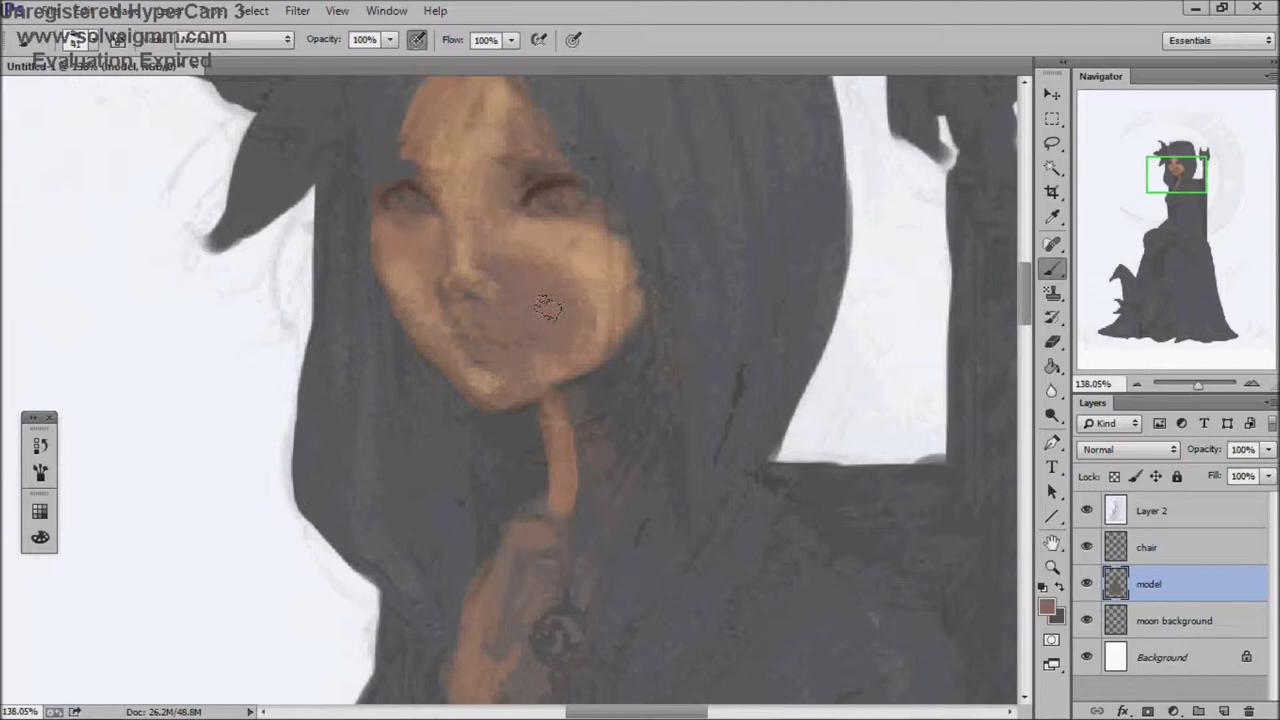 Unregistered HyperCam 3
Select Filter View Window Help
www.solveigmm.com
Opacity: 100% Flow: 100% Essentials
Evaluation Expired
Navigator
138.05%
Layers
Kind
Normal Opacity: 100%
Lock: Fill: 100%
Layer 2
chair
model
moon background
Background
138.05% Doc: 26.2M/48.8M